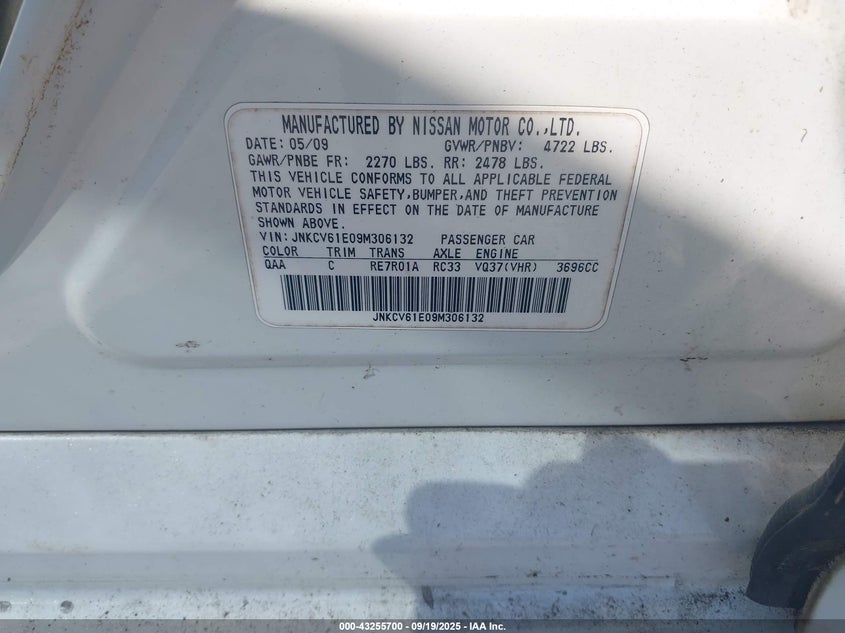 MANUFACTURED BY NISSAN MOTOR CO.,LTD.
DATE: 05/09 GVWR/PNBV: 4722 LBS.
GAWR/PNBE FR: 2270 LBS. RR: 2478 LBS.
THIS VEHICLE CONFORMS TO ALL APPLICABLE FEDERAL
MOTOR VEHICLE SAFETY,BUMPER,AND THEFT PREVENTION
STANDARDS IN EFFECT ON THE DATE OF MANUFACTURE
SHOWN ABOVE.
VIN: JNKCV61E09M306132 PASSENGER CAR
COLOR TRIM TRANS AXLE ENGINE
QAA C RE7R01A RC33 VQ37(VHR) 3696CC
JNKCV61E09M306132
000-43255700 - 09/19/2025 - IAA Inc.